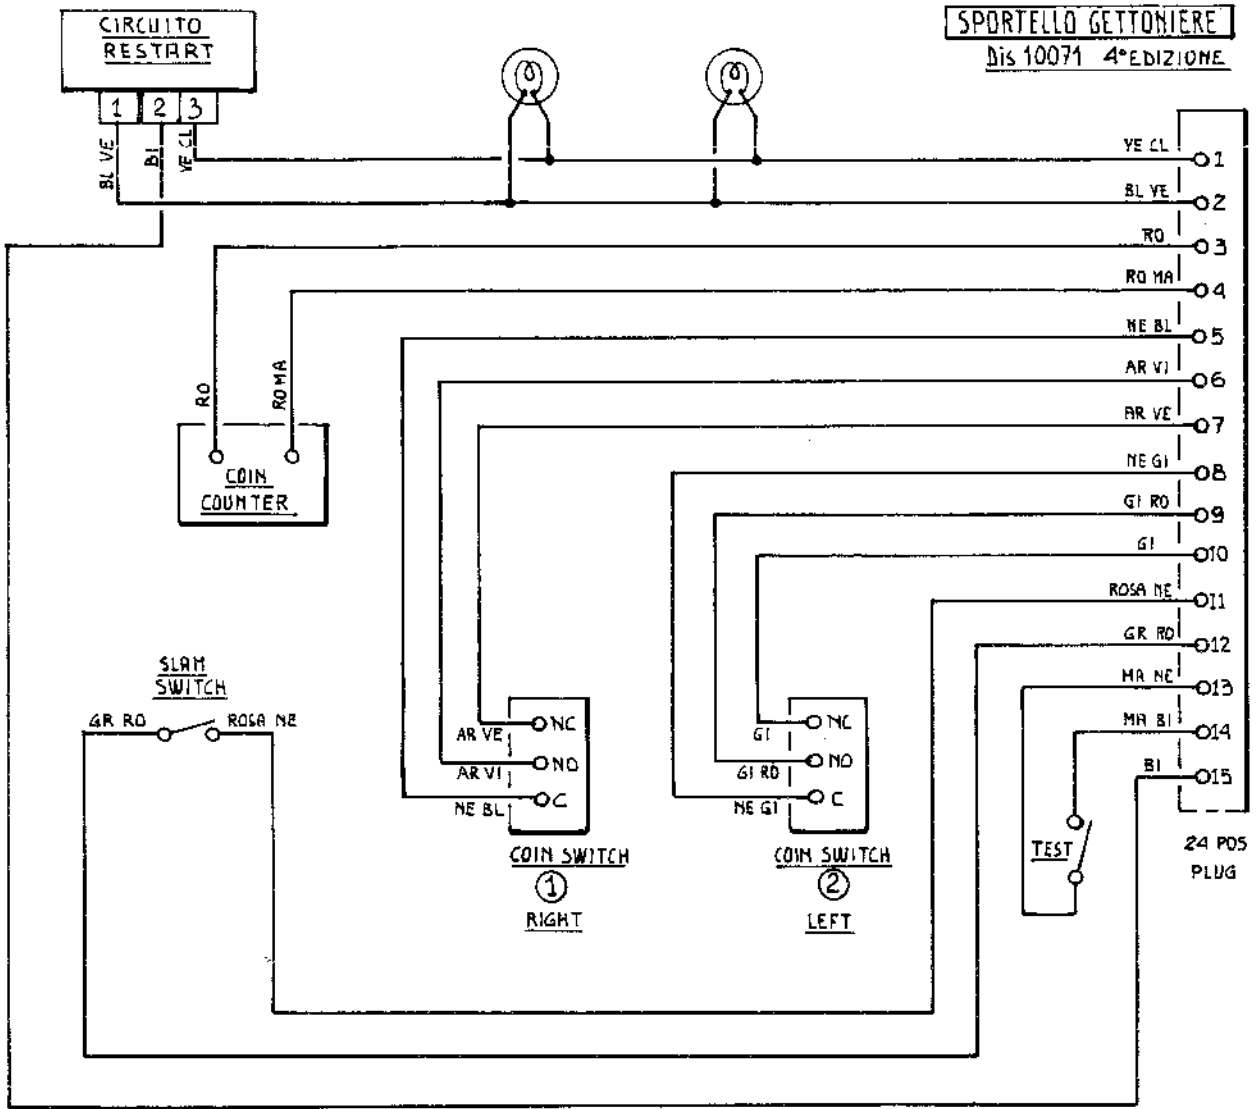 CIRCUITO
RESTART
1 2 3
BL VE
BI
VE CL
SPORTELLO GETTONIERE
Dis 10071 4° EDIZIONE
VE CL 1
BL VE 2
RO 3
RO MA 4
NE BL 5
AR VI 6
AR VE 7
NE GI 8
GI RO 9
GI 10
ROSA NE 11
GR RO 12
MA NE 13
MA BI 14
BI 15
24 POS
PLUG
RO
ROMA
COIN
COUNTER
SLAM
SWITCH
GR RO
ROSA NE
AR VE
NC
AR VI
NO
NE BL
C
COIN SWITCH
1
RIGHT
GI
NC
GI RO
NO
NE GI
C
COIN SWITCH
2
LEFT
TEST